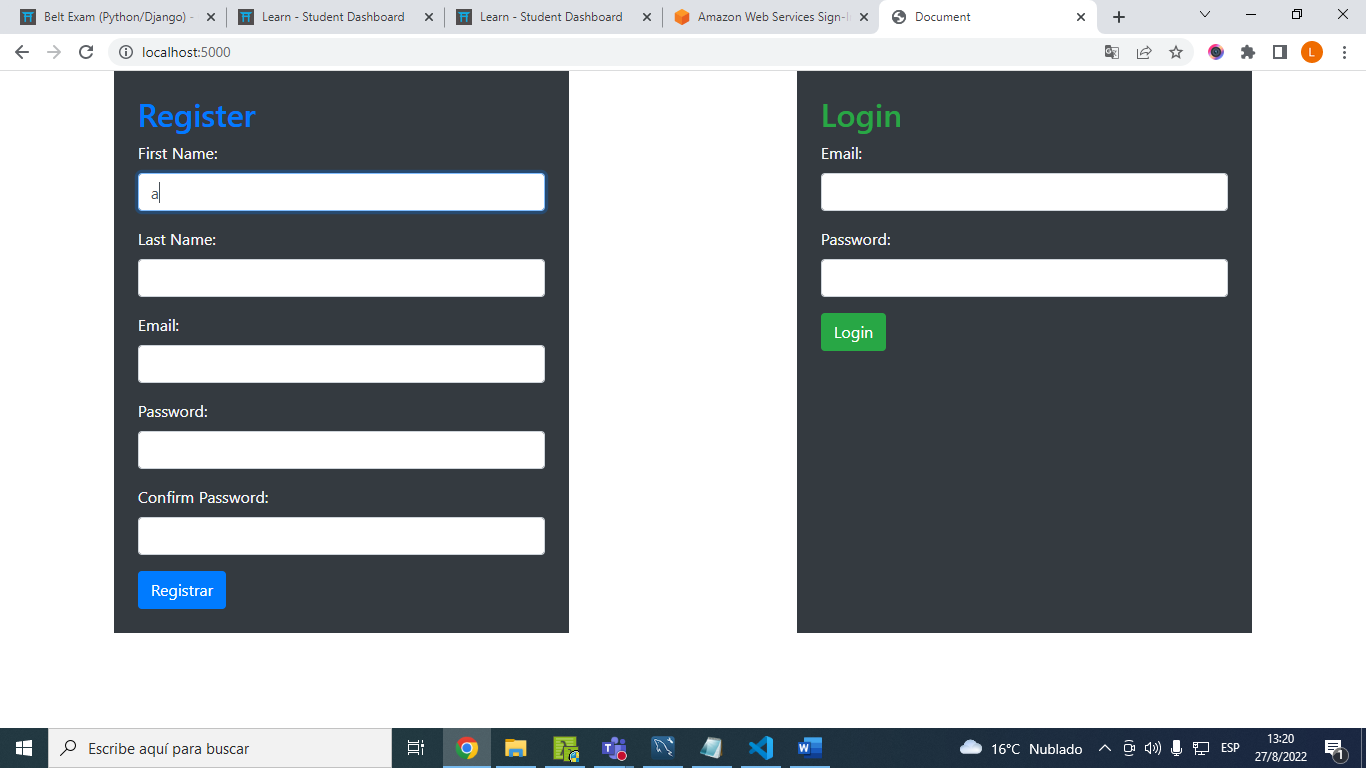 Belt Exam (Python/Django) -
Learn - Student Dashboard
Learn - Student Dashboard
Amazon Web Services Sign-I
Document
localhost:5000
L
Register
First Name:
a
Last Name:
Email:
Password:
Confirm Password:
Registrar
Login
Email:
Password:
Login
Escribe aquí para buscar
16°C Nublado
ESP
13:20
27/8/2022
1